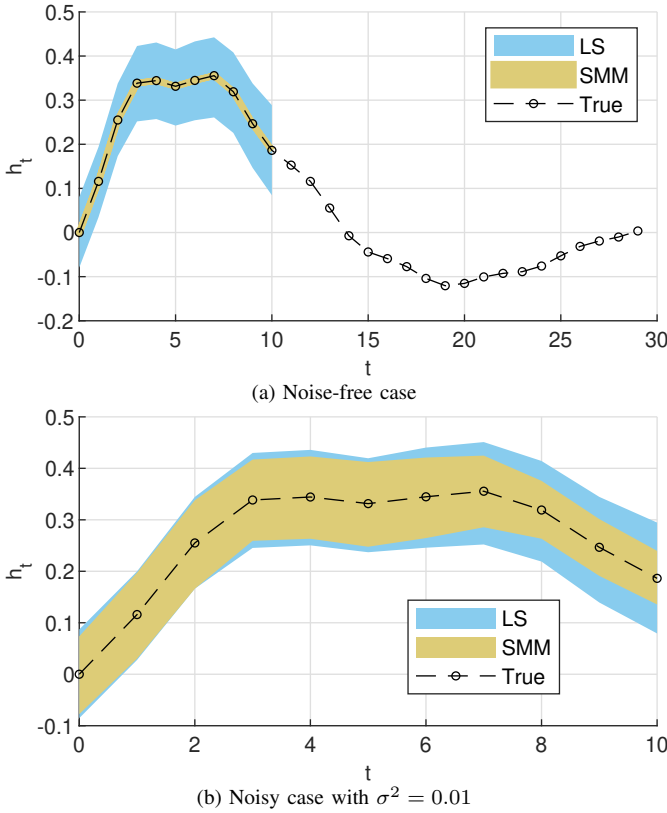 0.5
0.4
0.3
0.2
0.1
0
-0.1
-0.2
h_t
LS
SMM
True
0 5 10 15 20 25 30
t
(a) Noise-free case
0.5
0.4
0.3
0.2
0.1
0
-0.1
h_t
LS
SMM
True
0 2 4 6 8 10
t
(b) Noisy case with σ² = 0.01